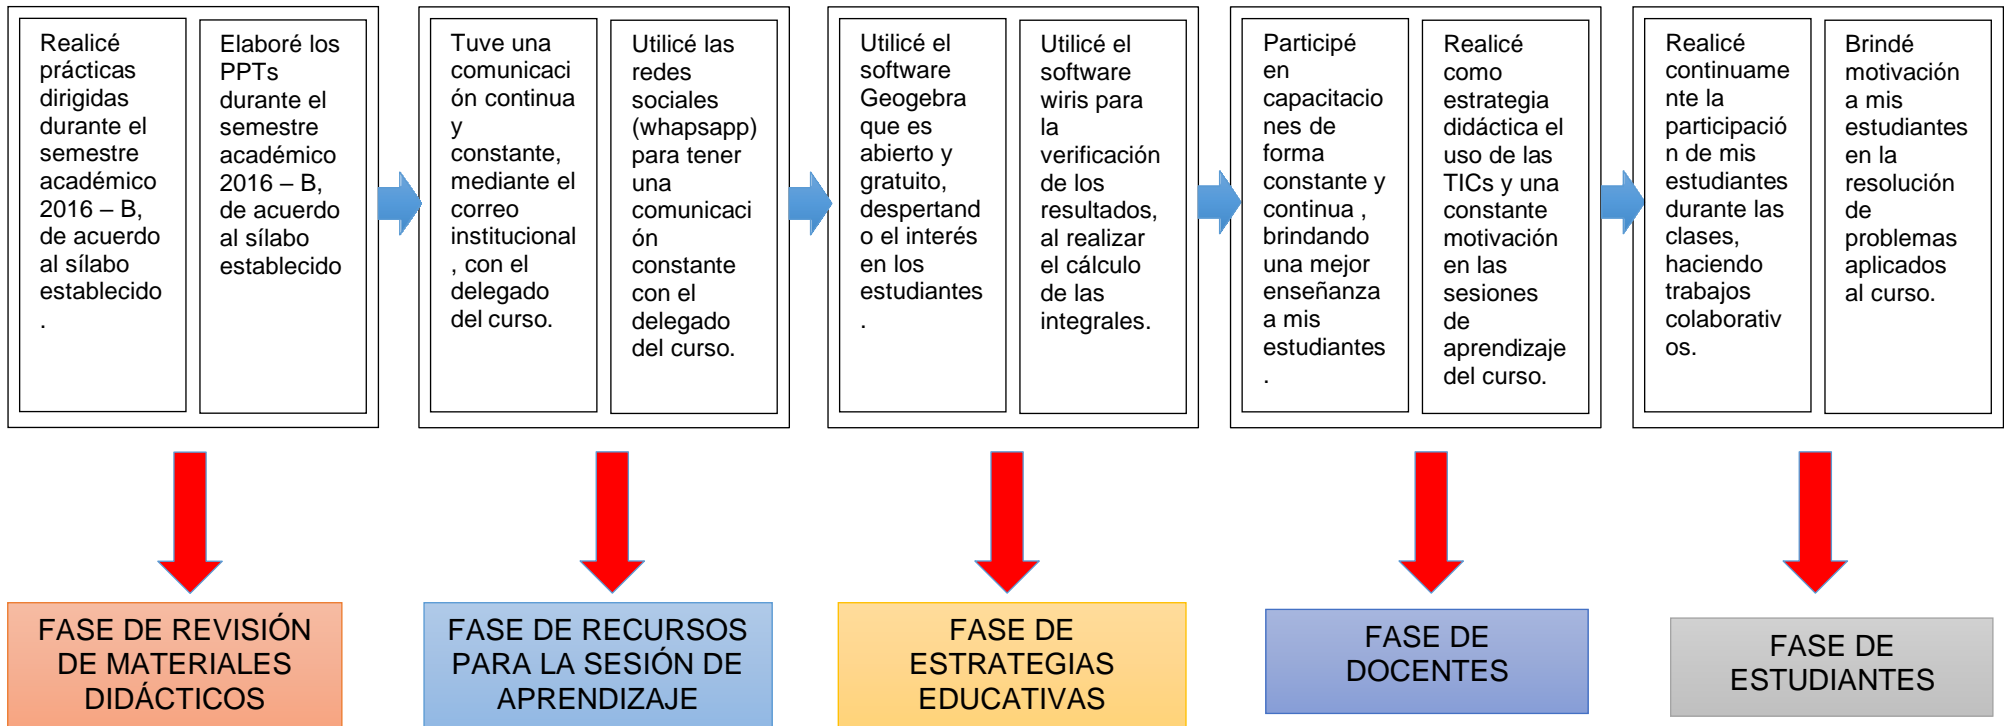 Realicé
prácticas
dirigidas
durante el
semestre
académico
2016 – B,
de acuerdo
al sílabo
establecido
.
Elaboré los
PPTs
durante el
semestre
académico
2016 – B,
de acuerdo
al sílabo
establecido
Tuve una
comunicaci
ón continua
y
constante,
mediante el
correo
institucional
, con el
delegado
del curso.
Utilicé las
redes
sociales
(whapsapp)
para tener
una
comunicaci
ón
constante
con el
delegado
del curso.
Utilicé el
software
Geogebra
que es
abierto y
gratuito,
despertand
o el interés
en los
estudiantes
.
Utilicé el
software
wiris para
la
verificación
de los
resultados,
al realizar
el cálculo
de las
integrales.
Participé
en
capacitacio
nes de
forma
constante y
continua ,
brindando
una mejor
enseñanza
a mis
estudiantes
.
Realicé
como
estrategia
didáctica el
uso de las
TICs y una
constante
motivación
en las
sesiones
de
aprendizaje
del curso.
Realicé
continuame
nte la
participació
n de mis
estudiantes
durante las
clases,
haciendo
trabajos
colaborativ
os.
Brindé
motivación
a mis
estudiantes
en la
resolución
de
problemas
aplicados
al curso.
FASE DE REVISIÓN
DE MATERIALES
DIDÁCTICOS
FASE DE RECURSOS
PARA LA SESIÓN DE
APRENDIZAJE
FASE DE
ESTRATEGIAS
EDUCATIVAS
FASE DE
DOCENTES
FASE DE
ESTUDIANTES